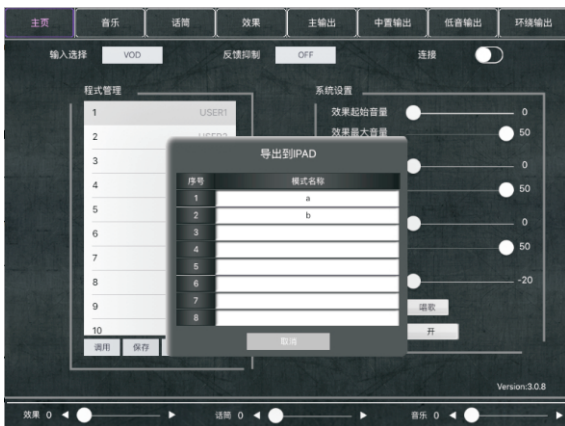 主页 音乐 话筒 效果 主输出 中置输出 低音输出 环绕输出
输入选择 VOD 反馈抑制 OFF 连接
程式管理 系统设置
1 USER1 效果起始音量 0
2 效果最大音量 50
导出到IPAD
序号 模式名称
1 a
2 b
3
4
5
6
7
8
取消
3 0
4 50
5
6 0
7 50
8 -20
9 唱歌
10 开
调用 保存
Version:3.0.8
效果 0 话筒 0 音乐 0